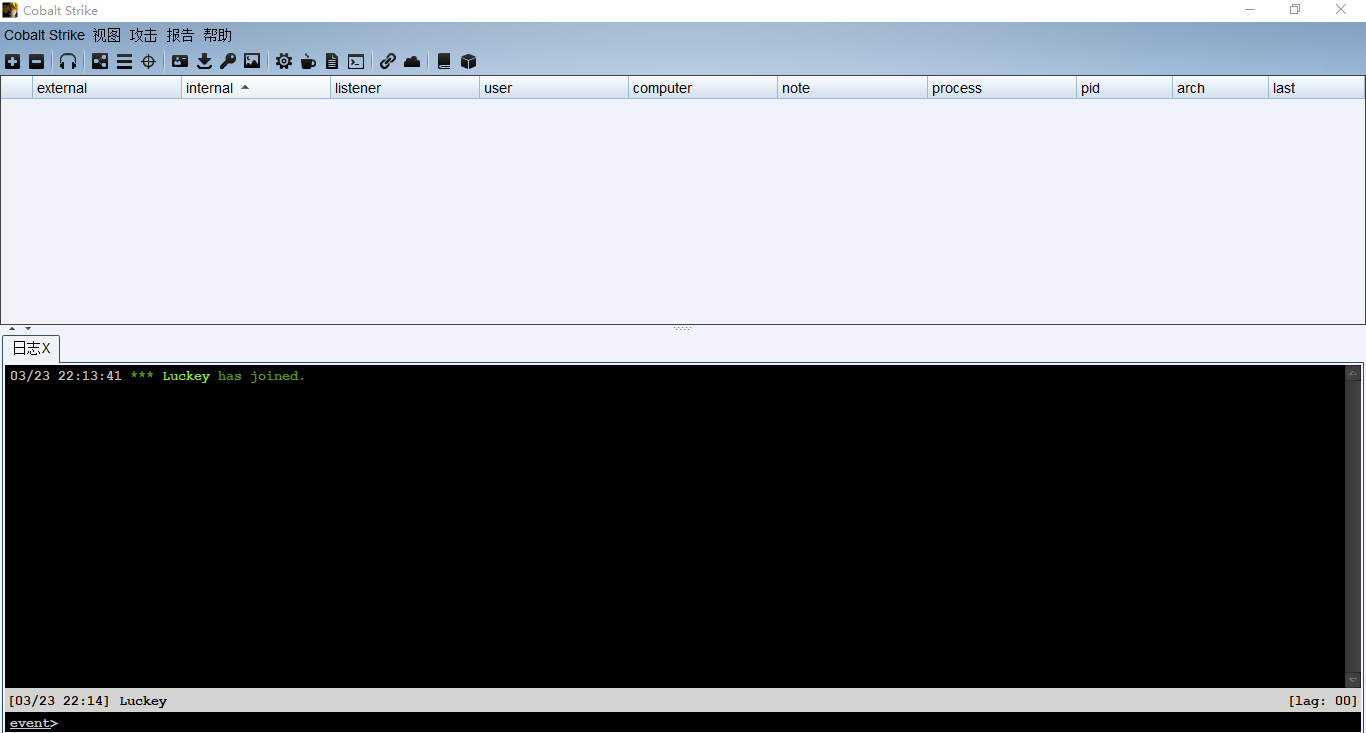 Cobalt Strike
Cobalt Strike 视图 攻击 报告 帮助
external internal listener user computer note process pid arch last
日志X
03/23 22:13:41 *** Luckey has joined.
[03/23 22:14] Luckey [lag: 00]
event>